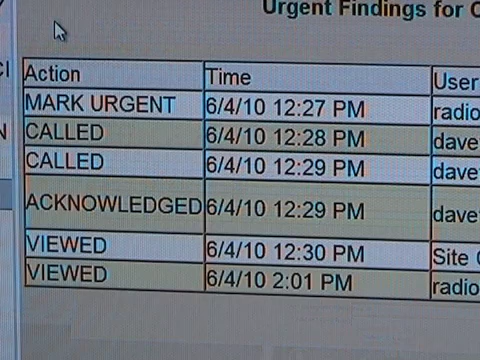 Urgent Findings for
Action Time User
MARK URGENT 6/4/10 12:27 PM radio
CALLED 6/4/10 12:28 PM dave
CALLED 6/4/10 12:29 PM dave
ACKNOWLEDGED 6/4/10 12:29 PM dave
VIEWED 6/4/10 12:30 PM Site
VIEWED 6/4/10 2:01 PM radio